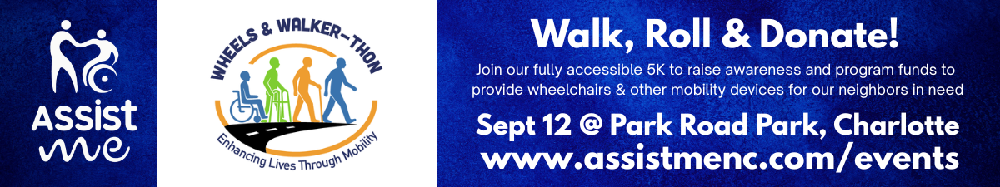 Assist
me
WHEELS & WALKER-THON
Enhancing Lives Through Mobility
Walk, Roll & Donate!
Join our fully accessible 5K to raise awareness and program funds to
provide wheelchairs & other mobility devices for our neighbors in need
Sept 12 @ Park Road Park, Charlotte
www.assistmenc.com/events